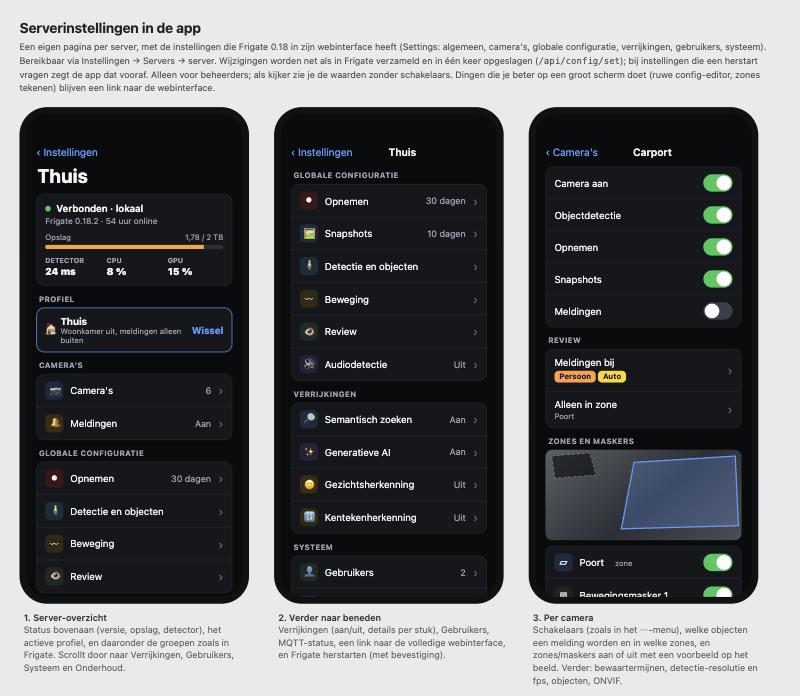 Serverinstellingen in de app
Een eigen pagina per server, met de instellingen die Frigate 0.18 in zijn webinterface heeft (Settings: algemeen, camera's, globale configuratie, verrijkingen, gebruikers, systeem).
Bereikbaar via Instellingen → Servers → server. Wijzigingen worden net als in Frigate verzameld en in één keer opgeslagen (/api/config/set); bij instellingen die een herstart
vragen zegt de app dat vooraf. Alleen voor beheerders; als kijker zie je de waarden zonder schakelaars. Dingen die je beter op een groot scherm doet (ruwe config-editor, zones
tekenen) blijven een link naar de webinterface.
‹ Instellingen
Thuis
Verbonden · lokaal
Frigate 0.18.2 · 54 uur online
Opslag 1,78 / 2 TB
DETECTOR CPU GPU
24 ms 8 % 15 %
PROFIEL
Thuis
Woonkamer uit, meldingen alleen
buiten
Wissel
CAMERA'S
Camera's 6 ›
Meldingen Aan ›
GLOBALE CONFIGURATIE
Opnemen 30 dagen ›
Detectie en objecten ›
Beweging ›
Review ›
1. Server-overzicht
Status bovenaan (versie, opslag, detector), het
actieve profiel, en daaronder de groepen zoals in
Frigate. Scrollt door naar Verrijkingen, Gebruikers,
Systeem en Onderhoud.
‹ Instellingen Thuis
GLOBALE CONFIGURATIE
Opnemen 30 dagen ›
Snapshots 10 dagen ›
Detectie en objecten ›
Beweging ›
Review ›
Audiodetectie Uit ›
VERRIJKINGEN
Semantisch zoeken Aan ›
Generatieve AI Aan ›
Gezichtsherkenning Uit ›
Kentekenherkenning Uit ›
SYSTEEM
Gebruikers 2 ›
2. Verder naar beneden
Verrijkingen (aan/uit, details per stuk), Gebruikers,
MQTT-status, een link naar de volledige webinterface,
en Frigate herstarten (met bevestiging).
‹ Camera's Carport
Camera aan
Objectdetectie
Opnemen
Snapshots
Meldingen
REVIEW
Meldingen bij ›
Persoon Auto
Alleen in zone ›
Poort
ZONES EN MASKERS
Poort zone
Bewegingsmasker 1
3. Per camera
Schakelaars (zoals in het ···-menu), welke objecten
een melding worden en in welke zones, en
zones/maskers aan of uit met een voorbeeld op het
beeld. Verder: bewaartermijnen, detectie-resolutie en
fps, objecten, ONVIF.